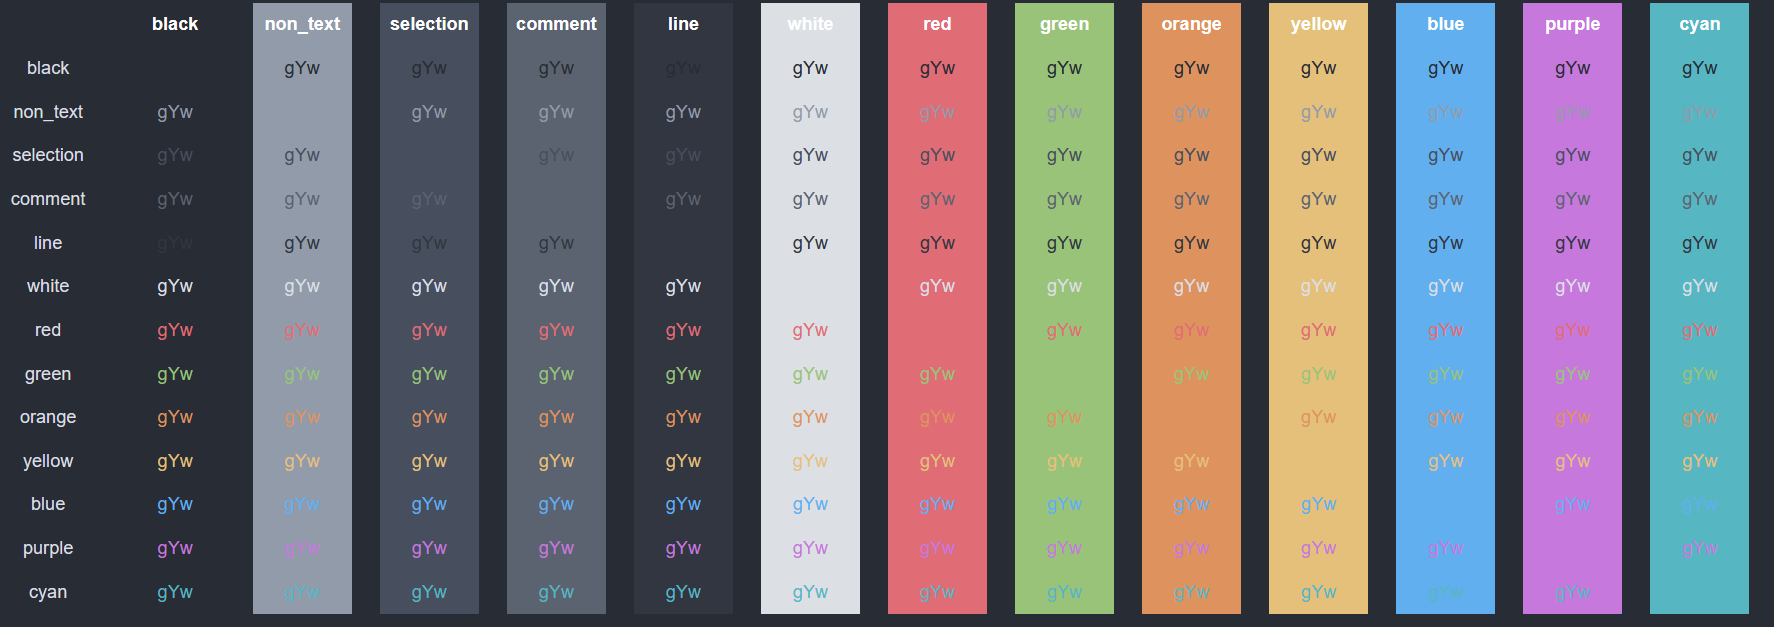 black non_text selection comment line white red green orange yellow blue purple cyan
black gYw gYw gYw gYw gYw gYw gYw gYw gYw gYw gYw gYw
non_text gYw gYw gYw gYw gYw gYw gYw gYw gYw gYw gYw gYw
selection gYw gYw gYw gYw gYw gYw gYw gYw gYw gYw gYw gYw
comment gYw gYw gYw gYw gYw gYw gYw gYw gYw gYw gYw gYw
line gYw gYw gYw gYw gYw gYw gYw gYw gYw gYw gYw gYw
white gYw gYw gYw gYw gYw gYw gYw gYw gYw gYw gYw gYw
red gYw gYw gYw gYw gYw gYw gYw gYw gYw gYw gYw gYw
green gYw gYw gYw gYw gYw gYw gYw gYw gYw gYw gYw gYw
orange gYw gYw gYw gYw gYw gYw gYw gYw gYw gYw gYw gYw
yellow gYw gYw gYw gYw gYw gYw gYw gYw gYw gYw gYw gYw
blue gYw gYw gYw gYw gYw gYw gYw gYw gYw gYw gYw gYw
purple gYw gYw gYw gYw gYw gYw gYw gYw gYw gYw gYw gYw
cyan gYw gYw gYw gYw gYw gYw gYw gYw gYw gYw gYw gYw